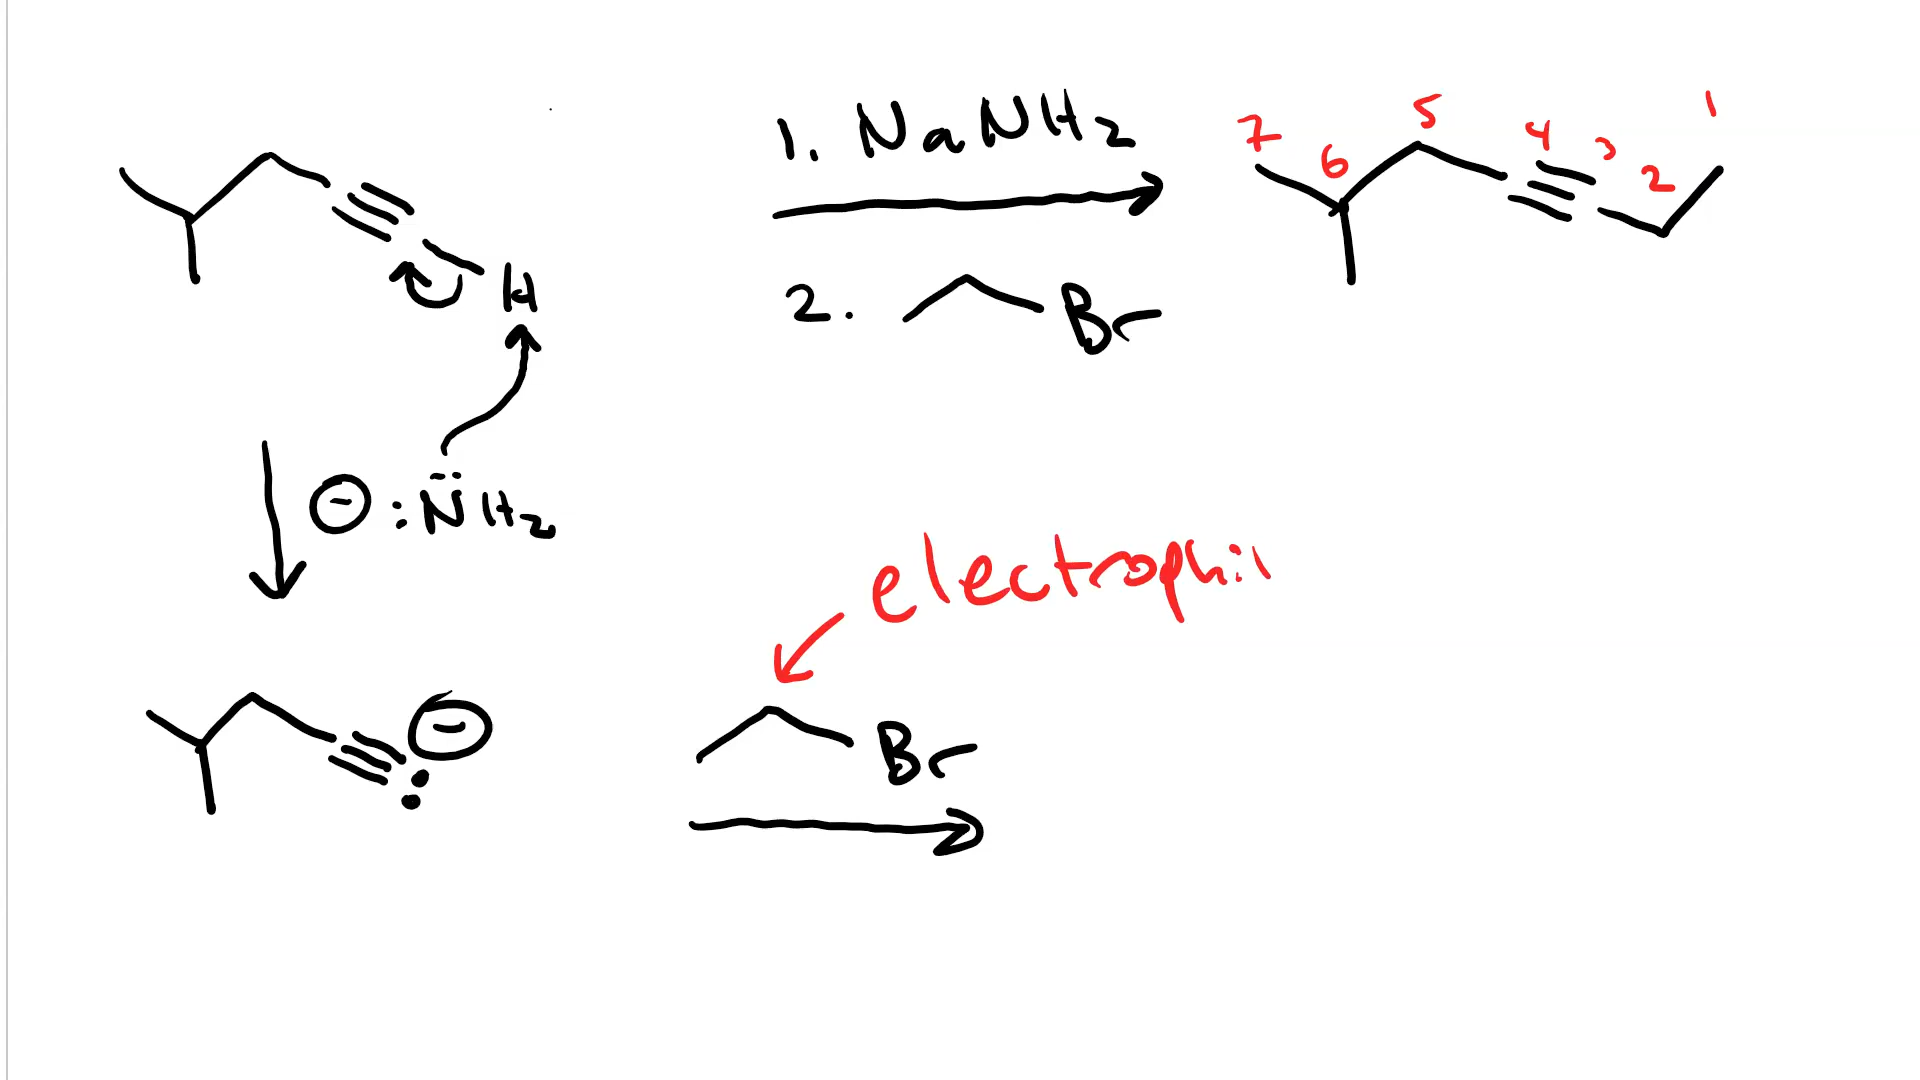 1. NaNH2
2. Br
7 6 5 4 3 2 1
H
⊖ :N̈H2
electrophil
⊖
:
Br